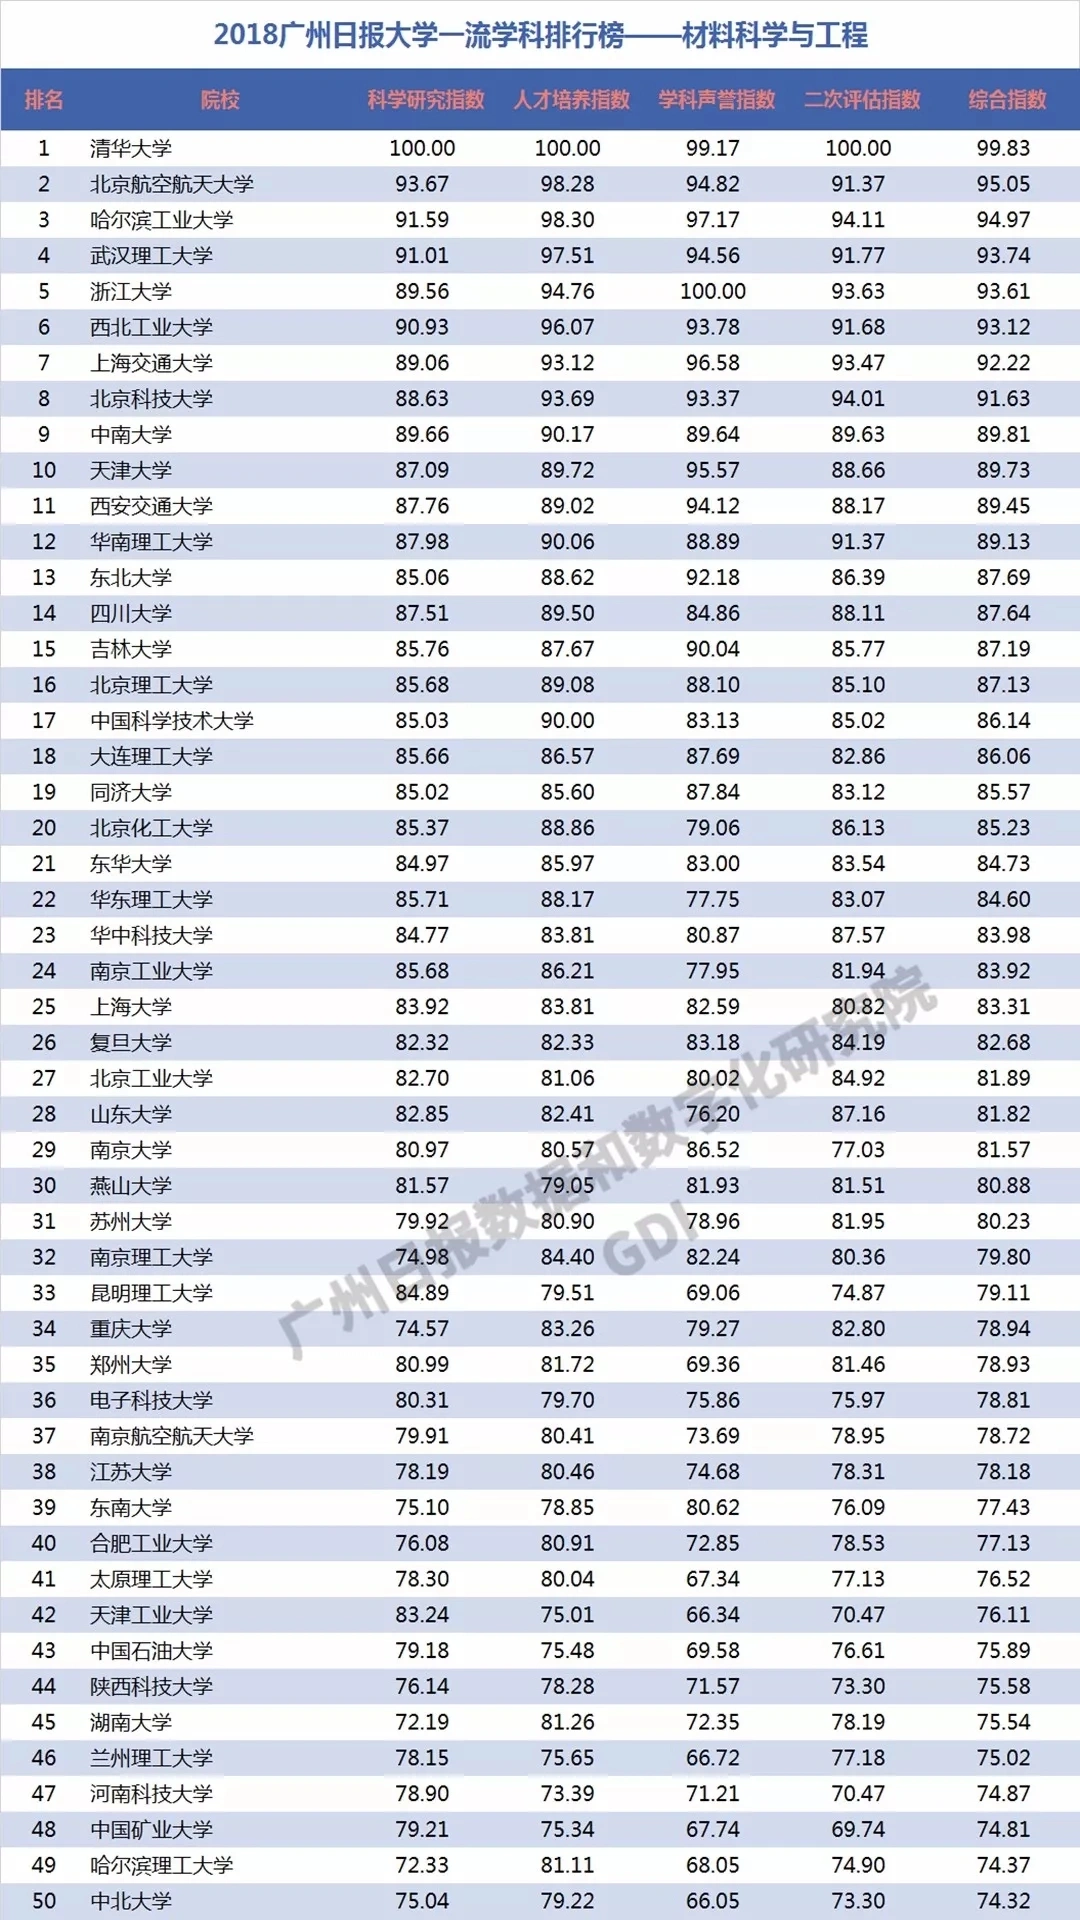 2018广州日报大学一流学科排行榜——材料科学与工程
排名 院校 科学研究指数 人才培养指数 学科声誉指数 二次评估指数 综合指数
1 清华大学 100.00 100.00 99.17 100.00 99.83
2 北京航空航天大学 93.67 98.28 94.82 91.37 95.05
3 哈尔滨工业大学 91.59 98.30 97.17 94.11 94.97
4 武汉理工大学 91.01 97.51 94.56 91.77 93.74
5 浙江大学 89.56 94.76 100.00 93.63 93.61
6 西北工业大学 90.93 96.07 93.78 91.68 93.12
7 上海交通大学 89.06 93.12 96.58 93.47 92.22
8 北京科技大学 88.63 93.69 93.37 94.01 91.63
9 中南大学 89.66 90.17 89.64 89.63 89.81
10 天津大学 87.09 89.72 95.57 88.66 89.73
11 西安交通大学 87.76 89.02 94.12 88.17 89.45
12 华南理工大学 87.98 90.06 88.89 91.37 89.13
13 东北大学 85.06 88.62 92.18 86.39 87.69
14 四川大学 87.51 89.50 84.86 88.11 87.64
15 吉林大学 85.76 87.67 90.04 85.77 87.19
16 北京理工大学 85.68 89.08 88.10 85.10 87.13
17 中国科学技术大学 85.03 90.00 83.13 85.02 86.14
18 大连理工大学 85.66 86.57 87.69 82.86 86.06
19 同济大学 85.02 85.60 87.84 83.12 85.57
20 北京化工大学 85.37 88.86 79.06 86.13 85.23
21 东华大学 84.97 85.97 83.00 83.54 84.73
22 华东理工大学 85.71 88.17 77.75 83.07 84.60
23 华中科技大学 84.77 83.81 80.87 87.57 83.98
24 南京工业大学 85.68 86.21 77.95 81.94 83.92
25 上海大学 83.92 83.81 82.59 80.82 83.31
26 复旦大学 82.32 82.33 83.18 84.19 82.68
27 北京工业大学 82.70 81.06 80.02 84.92 81.89
28 山东大学 82.85 82.41 76.20 87.16 81.82
29 南京大学 80.97 80.57 86.52 77.03 81.57
30 燕山大学 81.57 79.05 81.93 81.51 80.88
31 苏州大学 79.92 80.90 78.96 81.95 80.23
32 南京理工大学 74.98 84.40 82.24 80.36 79.80
33 昆明理工大学 84.89 79.51 69.06 74.87 79.11
34 重庆大学 74.57 83.26 79.27 82.80 78.94
35 郑州大学 80.99 81.72 69.36 81.46 78.93
36 电子科技大学 80.31 79.70 75.86 75.97 78.81
37 南京航空航天大学 79.91 80.41 73.69 78.95 78.72
38 江苏大学 78.19 80.46 74.68 78.31 78.18
39 东南大学 75.10 78.85 80.62 76.09 77.43
40 合肥工业大学 76.08 80.91 72.85 78.53 77.13
41 太原理工大学 78.30 80.04 67.34 77.13 76.52
42 天津工业大学 83.24 75.01 66.34 70.47 76.11
43 中国石油大学 79.18 75.48 69.58 76.61 75.89
44 陕西科技大学 76.14 78.28 71.57 73.30 75.58
45 湖南大学 72.19 81.26 72.35 78.19 75.54
46 兰州理工大学 78.15 75.65 66.72 77.18 75.02
47 河南科技大学 78.90 73.39 71.21 70.47 74.87
48 中国矿业大学 79.21 75.34 67.74 69.74 74.81
49 哈尔滨理工大学 72.33 81.11 68.05 74.90 74.37
50 中北大学 75.04 79.22 66.05 73.30 74.32
广州日报数据和数字化研究院
GDI